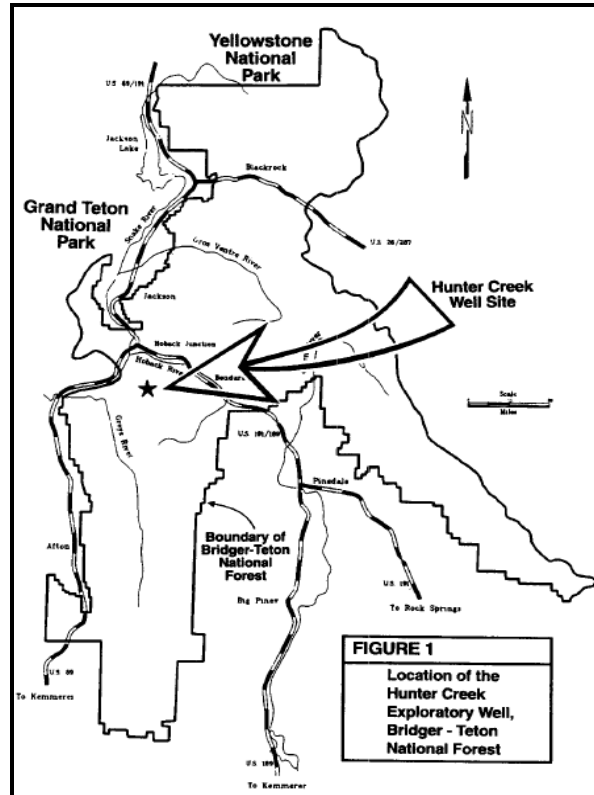 Yellowstone
National
Park
U.S 89/191
Jackson
Lake
N
Blackrock
Grand Teton
National
Park
Snake River
U.S 26/287
Gros Ventre River
Hunter Creek
Well Site
Jackson
Hoback Junction
Hoback River
Scale
Miles
Greys River
U.S 191/189
Pinedale
Boundary of
Bridger-Teton
National
Forest
Afton
U.S 191
Big Piney
To Rock Springs
FIGURE 1
Location of the
Hunter Creek
Exploratory Well,
Bridger - Teton
National Forest
U.S 89
To Kemmerer
U.S 189
To Kemmerer